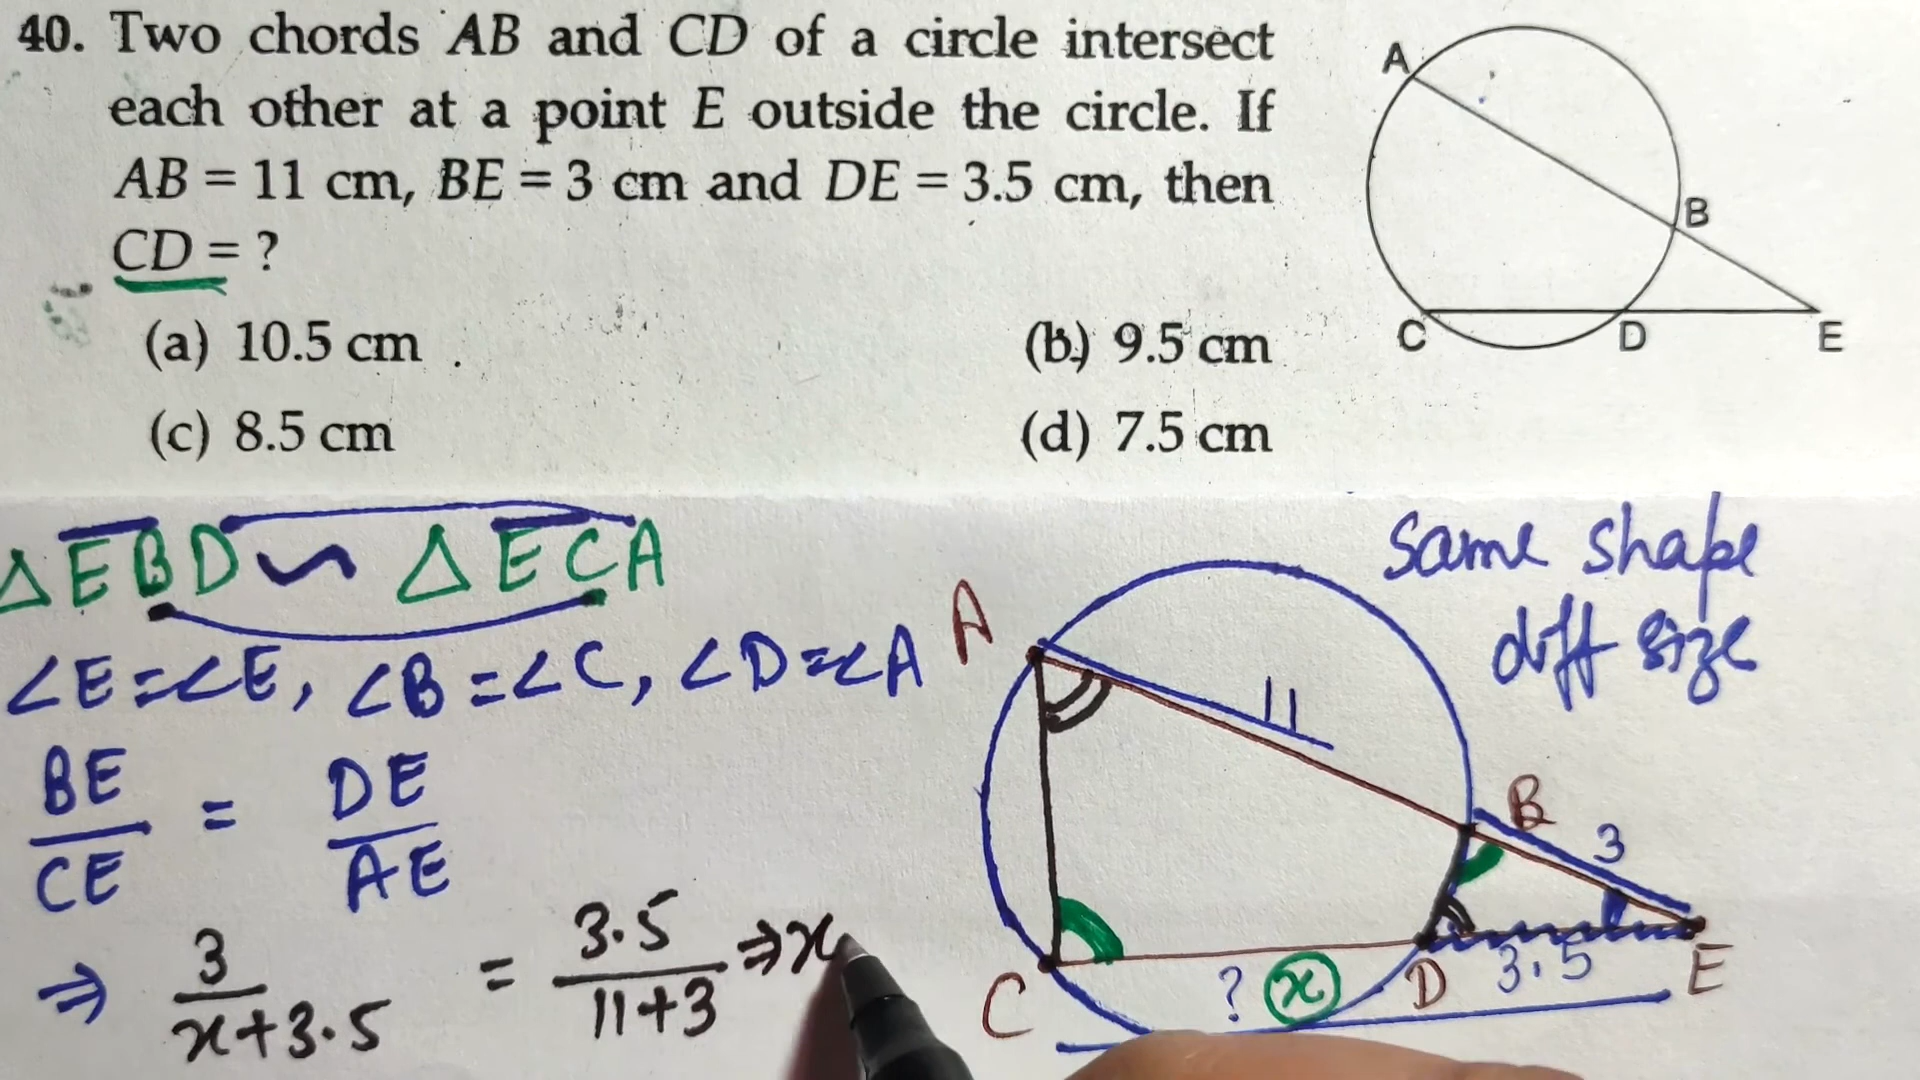 40. Two chords AB and CD of a circle intersect
each other at a point E outside the circle. If
AB = 11 cm, BE = 3 cm and DE = 3.5 cm, then
CD = ?
(a) 10.5 cm
(b) 9.5 cm
(c) 8.5 cm
(d) 7.5 cm
A
B
C
D
E
△EBD ∽ △ECA
∠E=∠E, ∠B=∠C, ∠D=∠A
BE/CE = DE/AE
⇒ 3/x+3.5 = 3.5/11+3 ⇒ x
same shape
diff size
A
11
B
3
C
? x
D
3.5
E